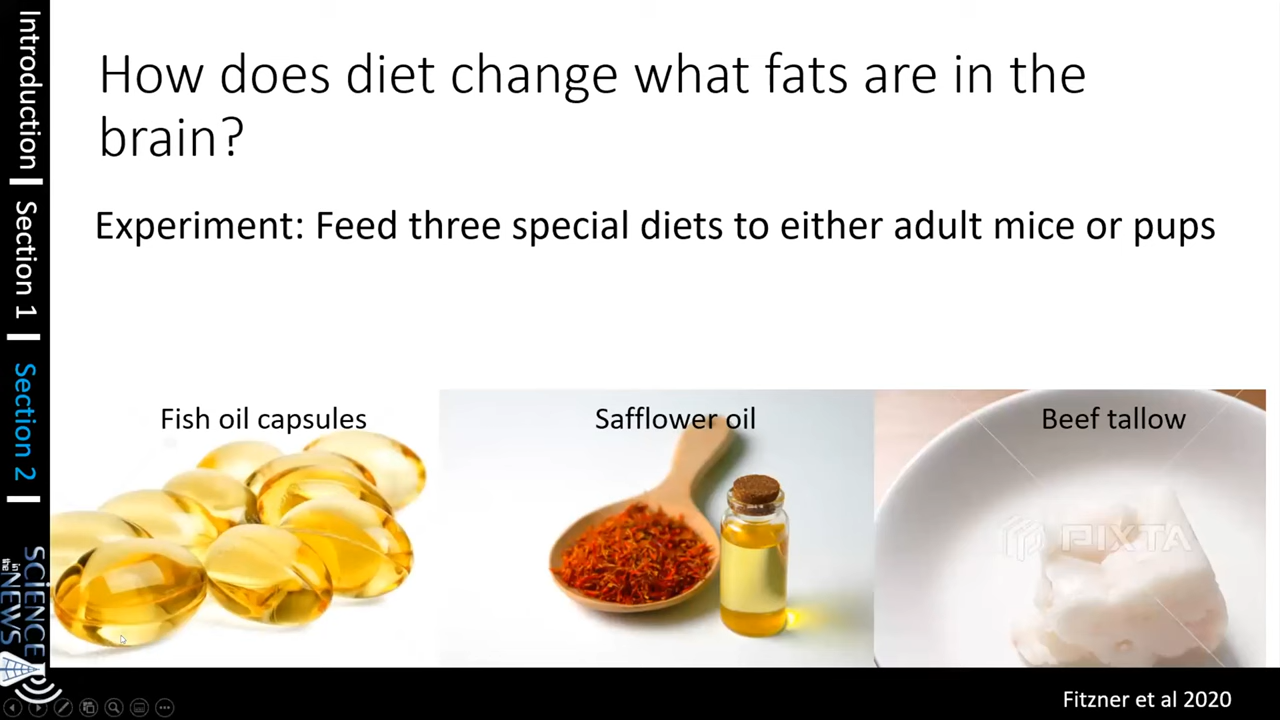 How does diet change what fats are in the
brain?
Experiment: Feed three special diets to either adult mice or pups
Fish oil capsules
Safflower oil
Beef tallow
PIXTA
Fitzner et al 2020
Introduction
Section 1
Section 2
SCIENCE
in
the
NEWS